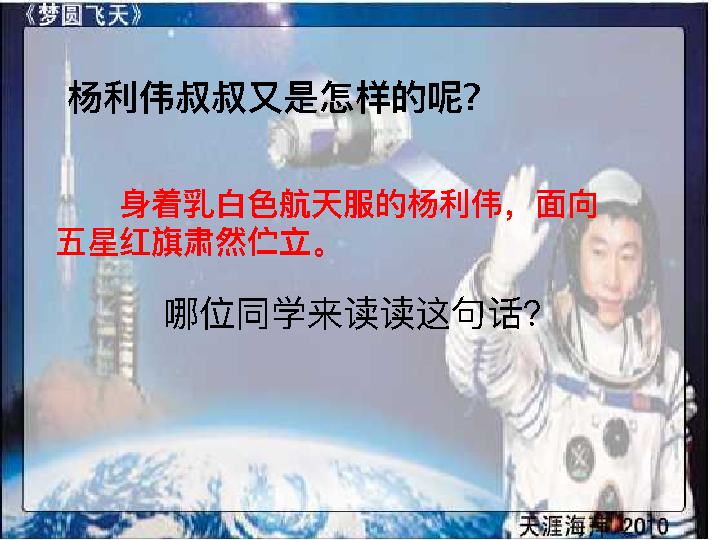 《梦圆飞天》
杨利伟叔叔又是怎样的呢?
身着乳白色航天服的杨利伟，面向
五星红旗肃然伫立。
哪位同学来读读这句话?
天涯海 2010